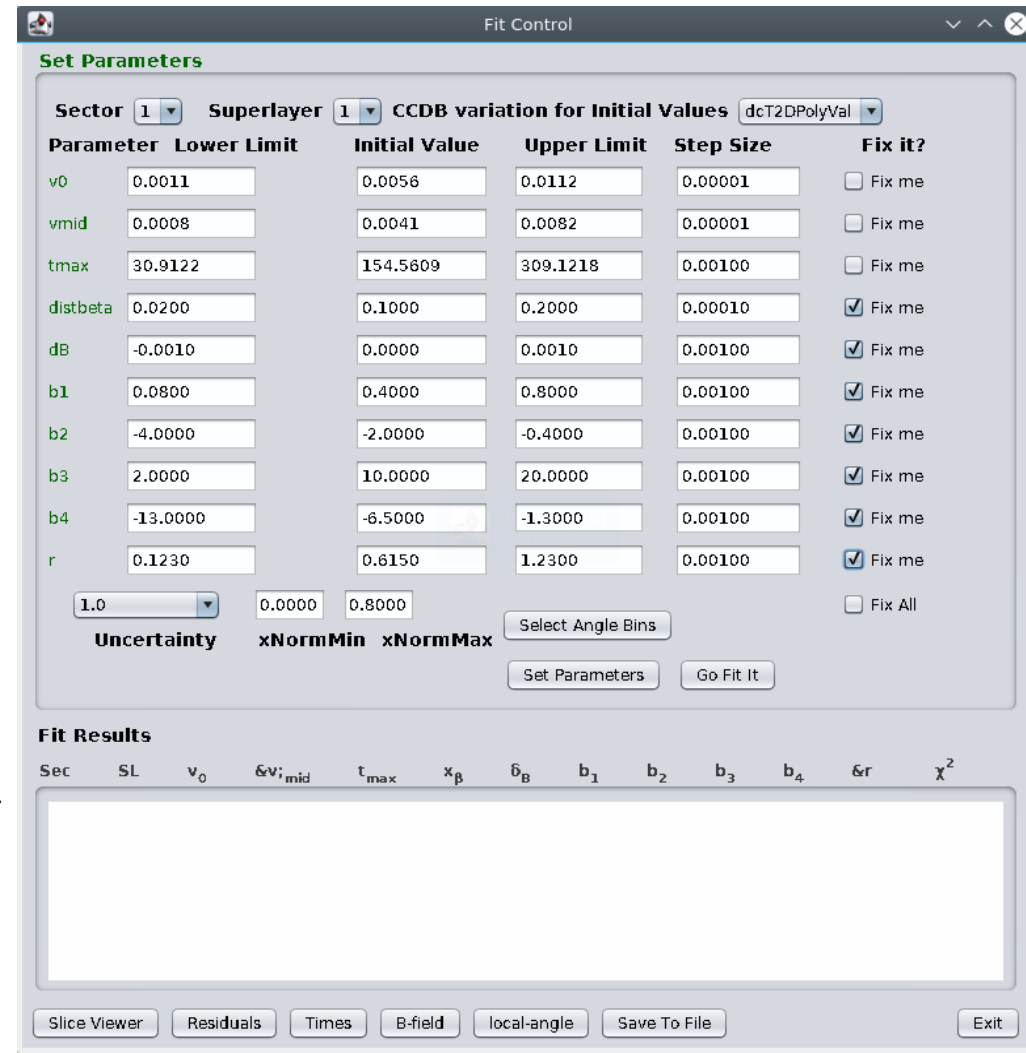 Fit Control
Set Parameters
Sector 1 Superlayer 1 CCDB variation for Initial Values dcT2DPolyVal
Parameter Lower Limit Initial Value Upper Limit Step Size Fix it?
v0 0.0011 0.0056 0.0112 0.00001 Fix me
vmid 0.0008 0.0041 0.0082 0.00001 Fix me
tmax 30.9122 154.5609 309.1218 0.00100 Fix me
distbeta 0.0200 0.1000 0.2000 0.00010 Fix me
dB -0.0010 0.0000 0.0010 0.00100 Fix me
b1 0.0800 0.4000 0.8000 0.00100 Fix me
b2 -4.0000 -2.0000 -0.4000 0.00100 Fix me
b3 2.0000 10.0000 20.0000 0.00100 Fix me
b4 -13.0000 -6.5000 -1.3000 0.00100 Fix me
r 0.1230 0.6150 1.2300 0.00100 Fix me
1.0 0.0000 0.8000 Fix All
Uncertainty xNormMin xNormMax Select Angle Bins
Set Parameters Go Fit It
Fit Results
Sec SL v0 &v;mid tmax xβ δB b1 b2 b3 b4 &r χ2
Slice Viewer Residuals Times B-field local-angle Save To File Exit